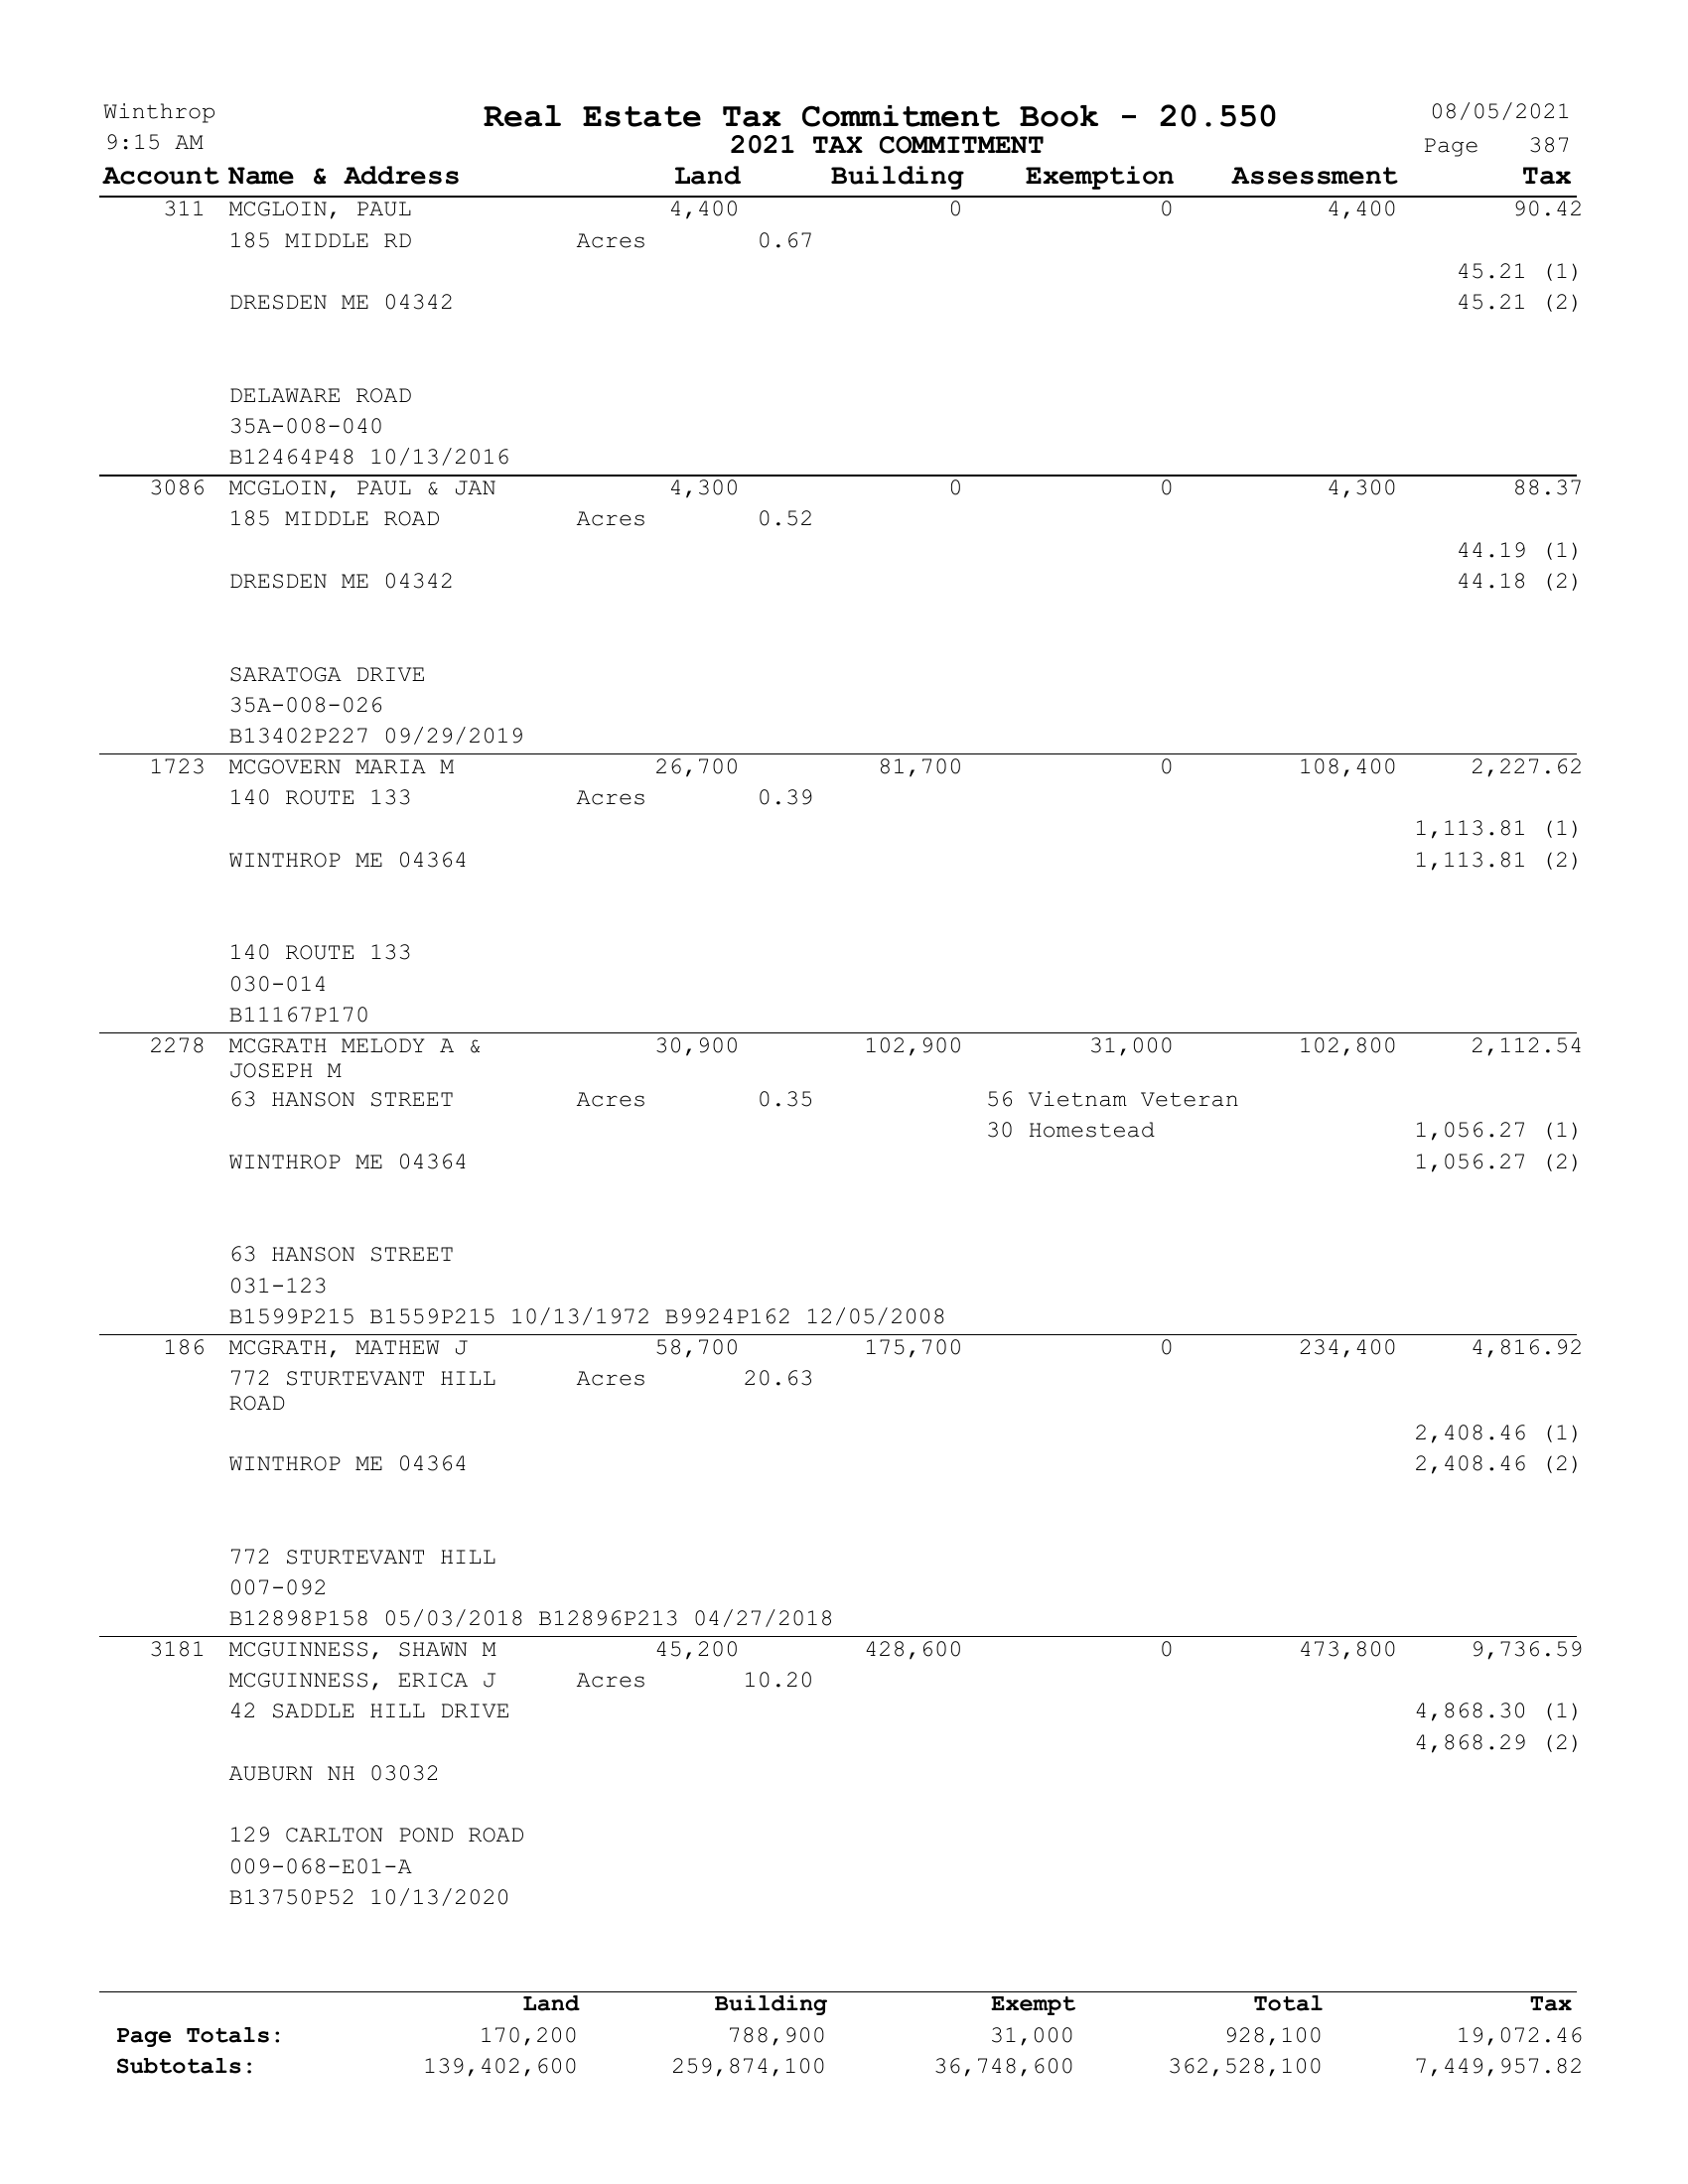 Winthrop Real Estate Tax Commitment Book - 20.550 08/05/2021
9:15 AM 2021 TAX COMMITMENT Page 387
Account Name & Address Land Building Exemption Assessment Tax
311 MCGLOIN, PAUL 4,400 0 0 4,400 90.42
185 MIDDLE RD Acres 0.67
45.21 (1)
DRESDEN ME 04342 45.21 (2)
DELAWARE ROAD
35A-008-040
B12464P48 10/13/2016
3086 MCGLOIN, PAUL & JAN 4,300 0 0 4,300 88.37
185 MIDDLE ROAD Acres 0.52
44.19 (1)
DRESDEN ME 04342 44.18 (2)
SARATOGA DRIVE
35A-008-026
B13402P227 09/29/2019
1723 MCGOVERN MARIA M 26,700 81,700 0 108,400 2,227.62
140 ROUTE 133 Acres 0.39
1,113.81 (1)
WINTHROP ME 04364 1,113.81 (2)
140 ROUTE 133
030-014
B11167P170
2278 MCGRATH MELODY A & 30,900 102,900 31,000 102,800 2,112.54
JOSEPH M
63 HANSON STREET Acres 0.35 56 Vietnam Veteran
30 Homestead 1,056.27 (1)
WINTHROP ME 04364 1,056.27 (2)
63 HANSON STREET
031-123
B1599P215 B1559P215 10/13/1972 B9924P162 12/05/2008
186 MCGRATH, MATHEW J 58,700 175,700 0 234,400 4,816.92
772 STURTEVANT HILL Acres 20.63
ROAD
2,408.46 (1)
WINTHROP ME 04364 2,408.46 (2)
772 STURTEVANT HILL
007-092
B12898P158 05/03/2018 B12896P213 04/27/2018
3181 MCGUINNESS, SHAWN M 45,200 428,600 0 473,800 9,736.59
MCGUINNESS, ERICA J Acres 10.20
42 SADDLE HILL DRIVE 4,868.30 (1)
4,868.29 (2)
AUBURN NH 03032
129 CARLTON POND ROAD
009-068-E01-A
B13750P52 10/13/2020
Land Building Exempt Total Tax
Page Totals: 170,200 788,900 31,000 928,100 19,072.46
Subtotals: 139,402,600 259,874,100 36,748,600 362,528,100 7,449,957.82